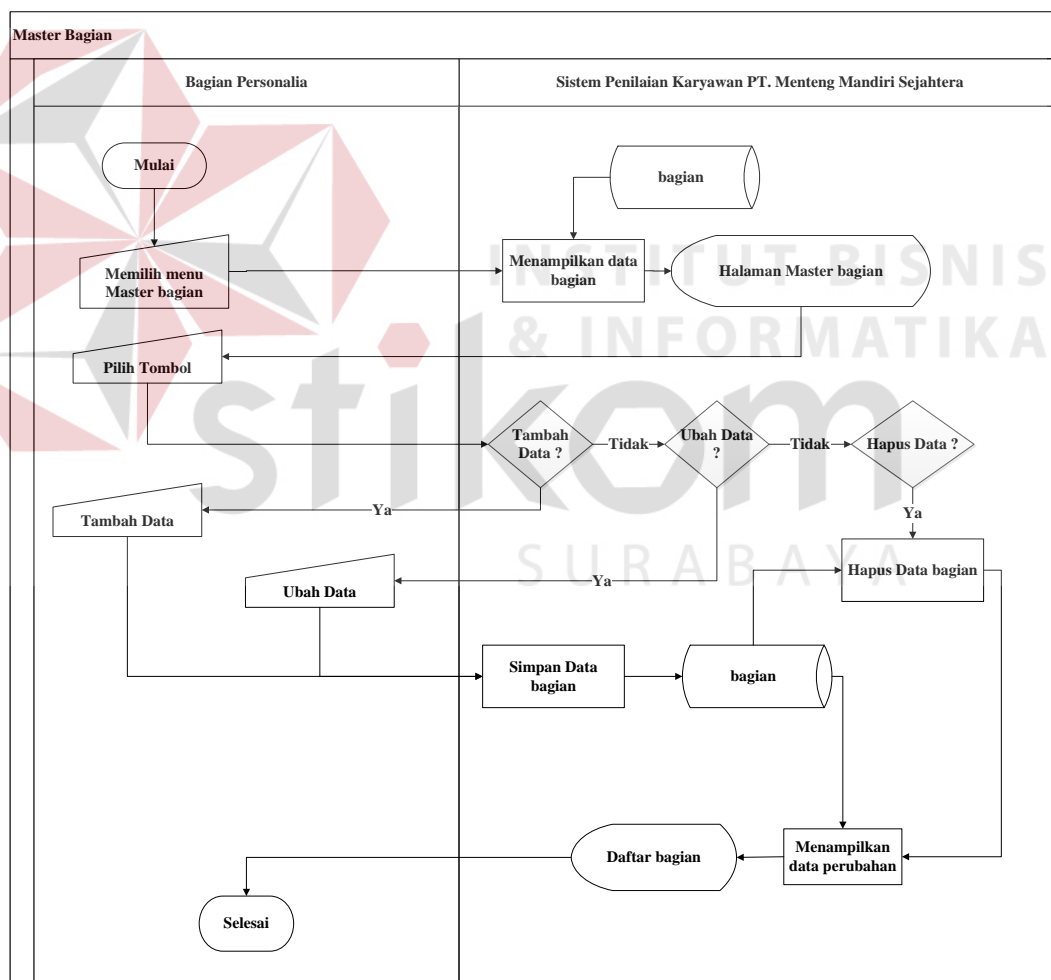 Master Bagian
Bagian Personalia
Sistem Penilaian Karyawan PT. Menteng Mandiri Sejahtera
Mulai
bagian
Memilih menu
Master bagian
Menampilkan data
bagian
Halaman Master bagian
INSTITUT BISNIS
& INFORMATIKA
Pilih Tombol
stikom
Tambah
Data ?
Tidak
Ubah Data
?
Tidak
Hapus Data ?
Tambah Data
Ya
Ya
SURABAYA
Ubah Data
Ya
Hapus Data bagian
Simpan Data
bagian
bagian
Daftar bagian
Menampilkan
data perubahan
Selesai